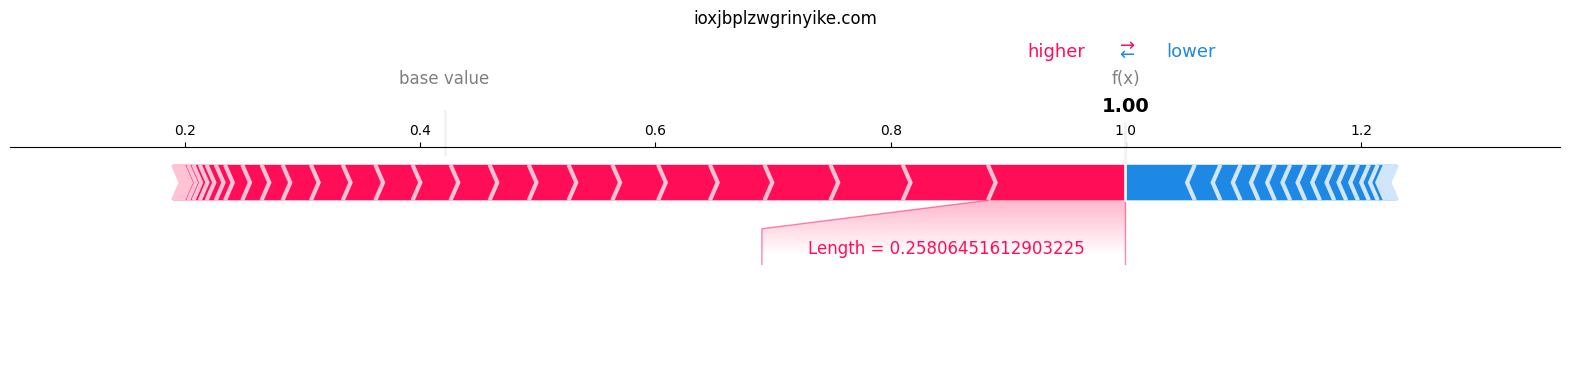 ioxjbplzwgrinyike.com
higher ⇄ lower
base value f(x)
1.00
0.2 0.4 0.6 0.8 1.0 1.2
Length = 0.25806451612903225